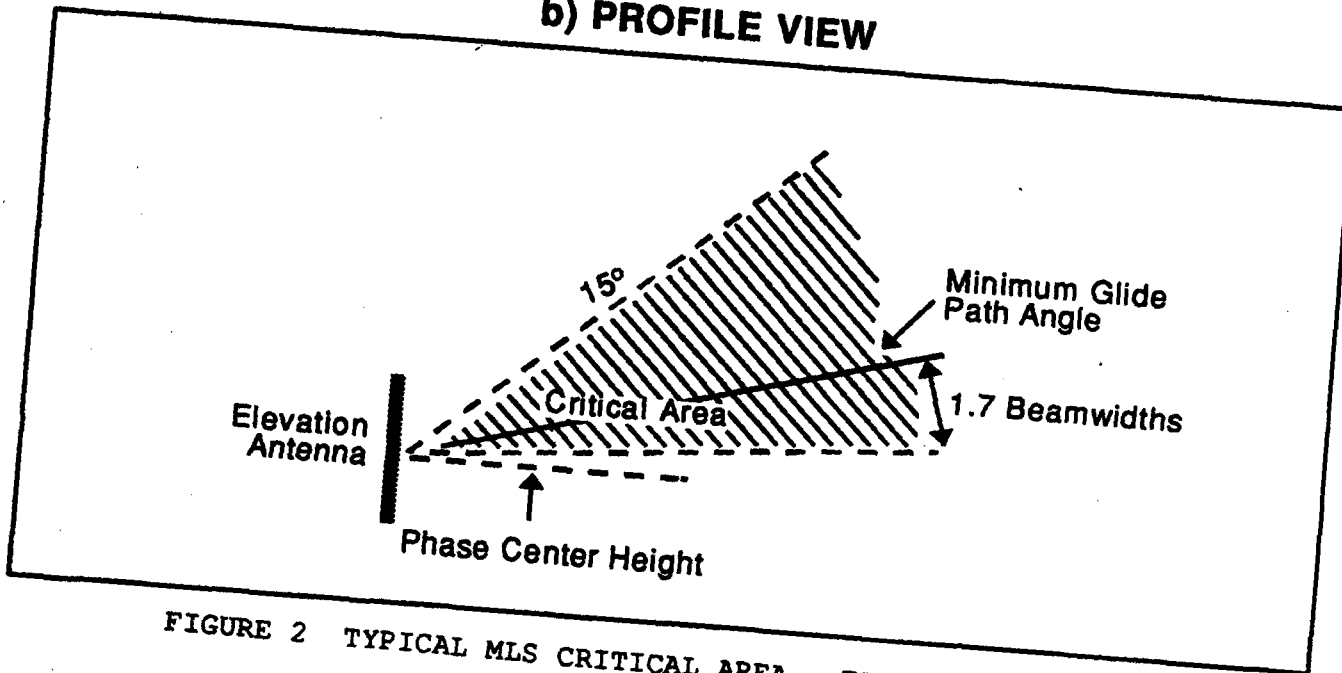 b) PROFILE VIEW
15º
Minimum Glide
Path Angle
Critical Area
1.7 Beamwidths
Elevation
Antenna
Phase Center Height
FIGURE 2 TYPICAL MLS CRITICAL AREA